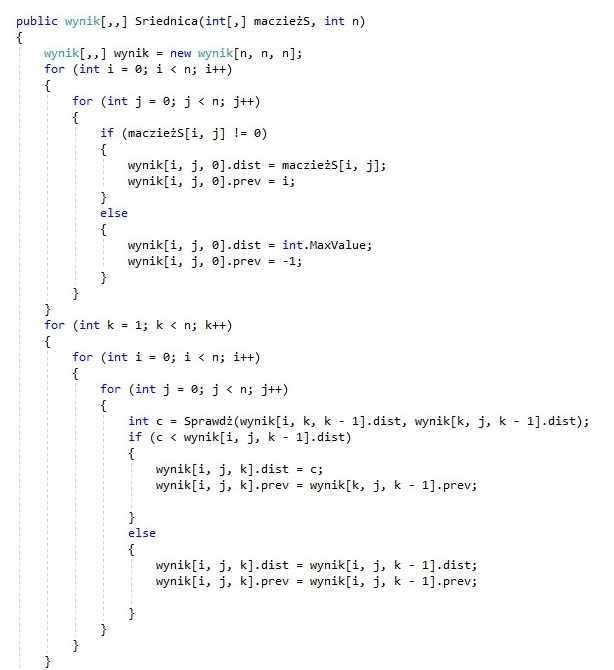 public wynik[,,] Sriednica(int[,] maczieżS, int n)
{
wynik[,,] wynik = new wynik[n, n, n];
for (int i = 0; i < n; i++)
{
for (int j = 0; j < n; j++)
{
if (maczieżS[i, j] != 0)
{
wynik[i, j, 0].dist = maczieżS[i, j];
wynik[i, j, 0].prev = i;
}
else
{
wynik[i, j, 0].dist = int.MaxValue;
wynik[i, j, 0].prev = -1;
}
}
}
for (int k = 1; k < n; k++)
{
for (int i = 0; i < n; i++)
{
for (int j = 0; j < n; j++)
{
int c = Sprawdż(wynik[i, k, k - 1].dist, wynik[k, j, k - 1].dist);
if (c < wynik[i, j, k - 1].dist)
{
wynik[i, j, k].dist = c;
wynik[i, j, k].prev = wynik[k, j, k - 1].prev;
}
else
{
wynik[i, j, k].dist = wynik[i, j, k - 1].dist;
wynik[i, j, k].prev = wynik[i, j, k - 1].prev;
}
}
}
}